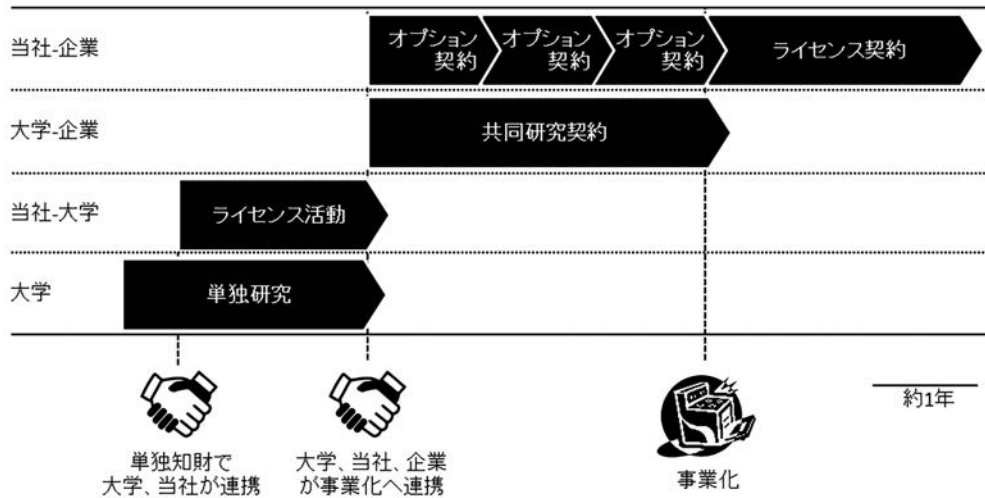 当社-企業
オプション
契約
オプション
契約
オプション
契約
ライセンス契約
大学-企業
共同研究契約
当社-大学
ライセンス活動
大学
単独研究
単独知財で
大学、当社が連携
大学、当社、企業
が事業化へ連携
事業化
約1年